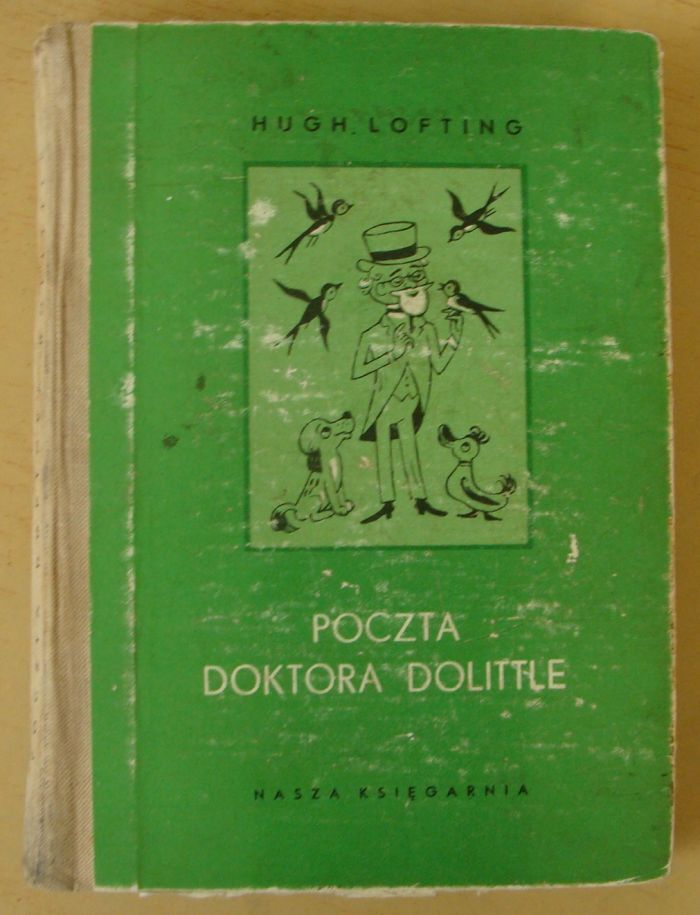 HUGH LOFTING
POCZTA
DOKTORA DOLITTLE
NASZA KSIĘGARNIA